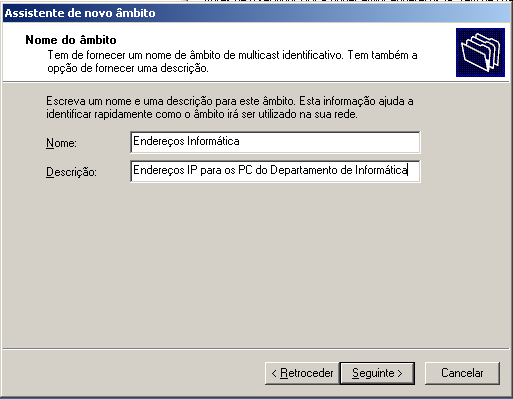 Assistente de novo âmbito
Nome do âmbito
Tem de fornecer um nome de âmbito de multicast identificativo. Tem também a
opção de fornecer uma descrição.
Escreva um nome e uma descrição para este âmbito. Esta informação ajuda a
identificar rapidamente como o âmbito irá ser utilizado na sua rede.
Nome: Endereços Informática
Descrição: Endereços IP para os PC do Departamento de Informática
< Retroceder Seguinte > Cancelar